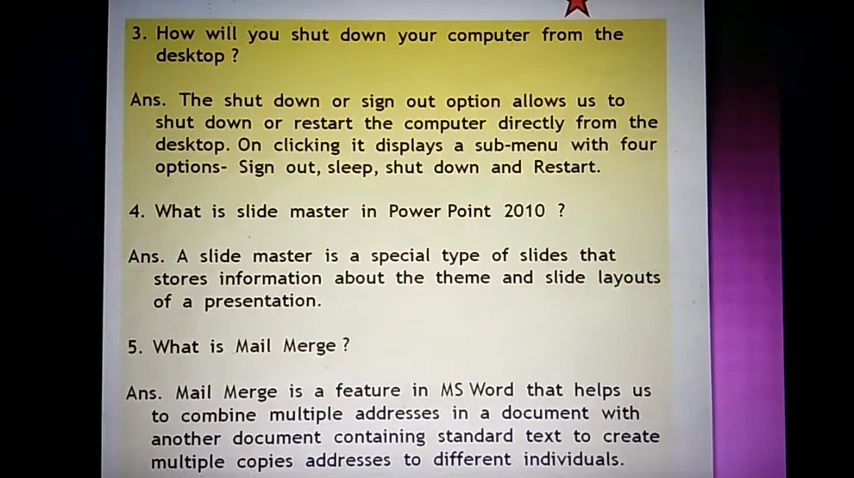 3. How will you shut down your computer from the
desktop ?
Ans. The shut down or sign out option allows us to
shut down or restart the computer directly from the
desktop. On clicking it displays a sub-menu with four
options- Sign out, sleep, shut down and Restart.
4. What is slide master in Power Point 2010 ?
Ans. A slide master is a special type of slides that
stores information about the theme and slide layouts
of a presentation.
5. What is Mail Merge ?
Ans. Mail Merge is a feature in MS Word that helps us
to combine multiple addresses in a document with
another document containing standard text to create
multiple copies addresses to different individuals.